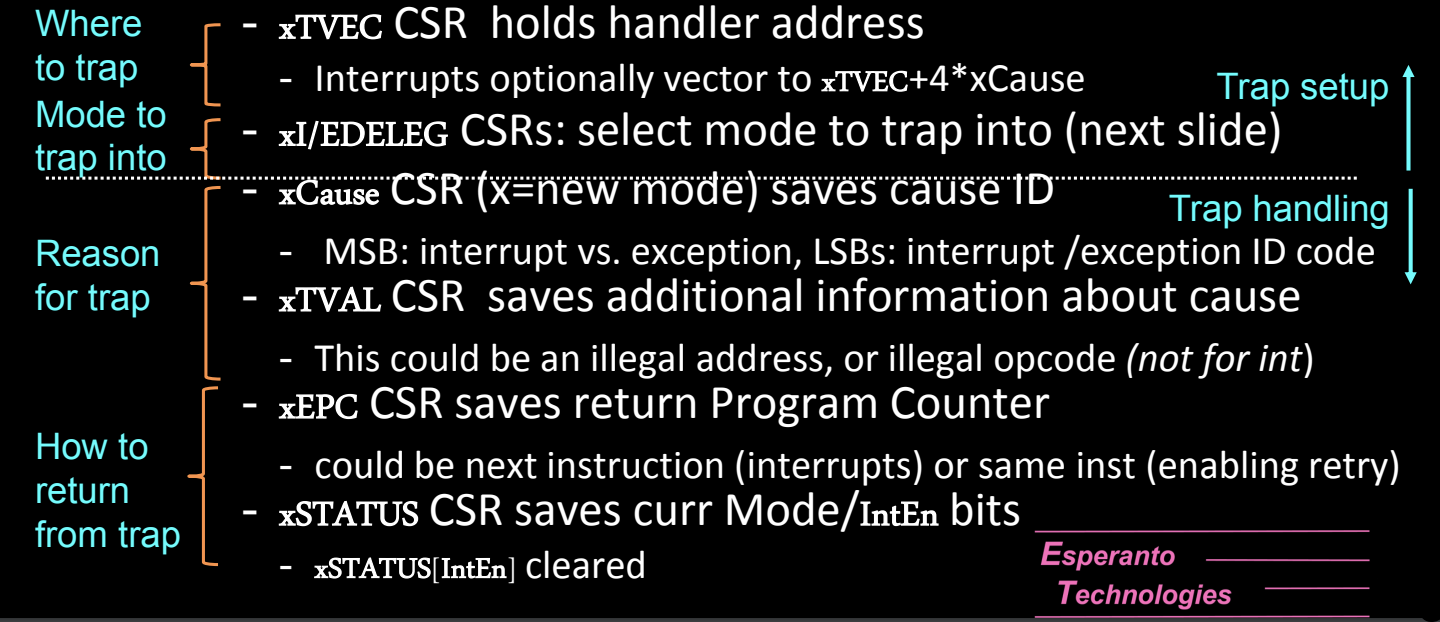 Where
to trap
- xTVEC CSR holds handler address
- Interrupts optionally vector to xTVEC+4*xCause
Trap setup
Mode to
trap into
- xI/EDELEG CSRs: select mode to trap into (next slide)
- xCause CSR (x=new mode) saves cause ID
Trap handling
Reason
for trap
- MSB: interrupt vs. exception, LSBs: interrupt /exception ID code
- xTVAL CSR saves additional information about cause
- This could be an illegal address, or illegal opcode (not for int)
- xEPC CSR saves return Program Counter
How to
return
from trap
- could be next instruction (interrupts) or same inst (enabling retry)
- xSTATUS CSR saves curr Mode/IntEn bits
- xSTATUS[IntEn] cleared
Esperanto
Technologies